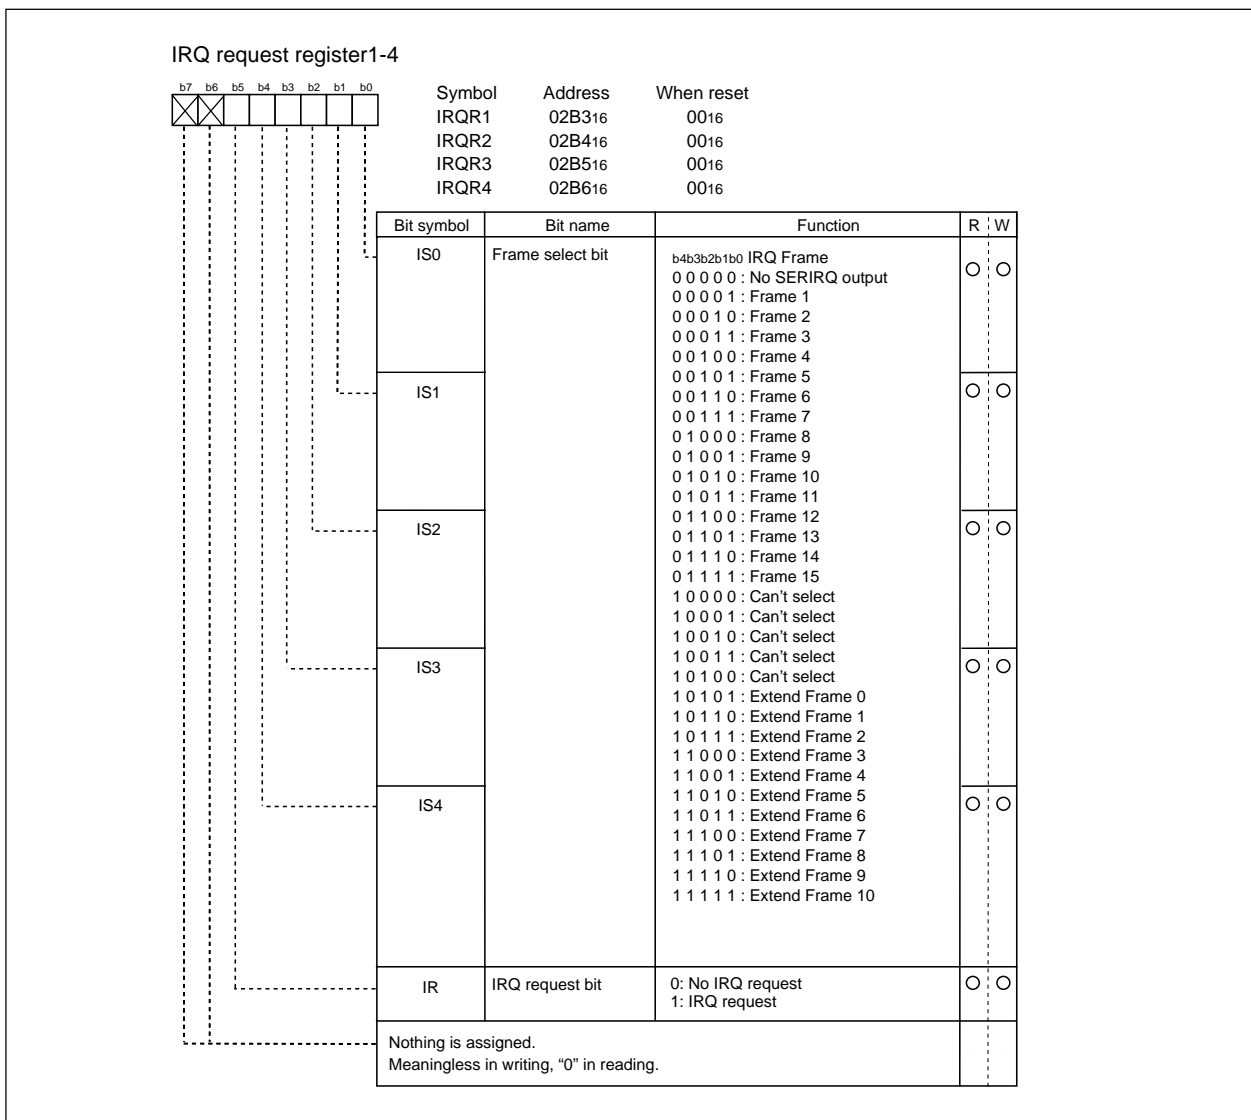 IRQ request register1-4
b7 b6 b5 b4 b3 b2 b1 b0
Symbol Address When reset
IRQR1 02B316 0016
IRQR2 02B416 0016
IRQR3 02B516 0016
IRQR4 02B616 0016
Bit symbol Bit name Function R W
IS0 Frame select bit b4b3b2b1b0 IRQ Frame
0 0 0 0 0 : No SERIRQ output
0 0 0 0 1 : Frame 1
0 0 0 1 0 : Frame 2
0 0 0 1 1 : Frame 3
0 0 1 0 0 : Frame 4
0 0 1 0 1 : Frame 5
IS1
0 0 1 1 0 : Frame 6
0 0 1 1 1 : Frame 7
0 1 0 0 0 : Frame 8
0 1 0 0 1 : Frame 9
0 1 0 1 0 : Frame 10
0 1 0 1 1 : Frame 11
0 1 1 0 0 : Frame 12
IS2
0 1 1 0 1 : Frame 13
0 1 1 1 0 : Frame 14
0 1 1 1 1 : Frame 15
1 0 0 0 0 : Can’t select
1 0 0 0 1 : Can’t select
1 0 0 1 0 : Can’t select
1 0 0 1 1 : Can’t select
IS3
1 0 1 0 0 : Can’t select
1 0 1 0 1 : Extend Frame 0
1 0 1 1 0 : Extend Frame 1
1 0 1 1 1 : Extend Frame 2
1 1 0 0 0 : Extend Frame 3
1 1 0 0 1 : Extend Frame 4
1 1 0 1 0 : Extend Frame 5
IS4
1 1 0 1 1 : Extend Frame 6
1 1 1 0 0 : Extend Frame 7
1 1 1 0 1 : Extend Frame 8
1 1 1 1 0 : Extend Frame 9
1 1 1 1 1 : Extend Frame 10
IR IRQ request bit 0: No IRQ request
1: IRQ request
Nothing is assigned.
Meaningless in writing, “0” in reading.